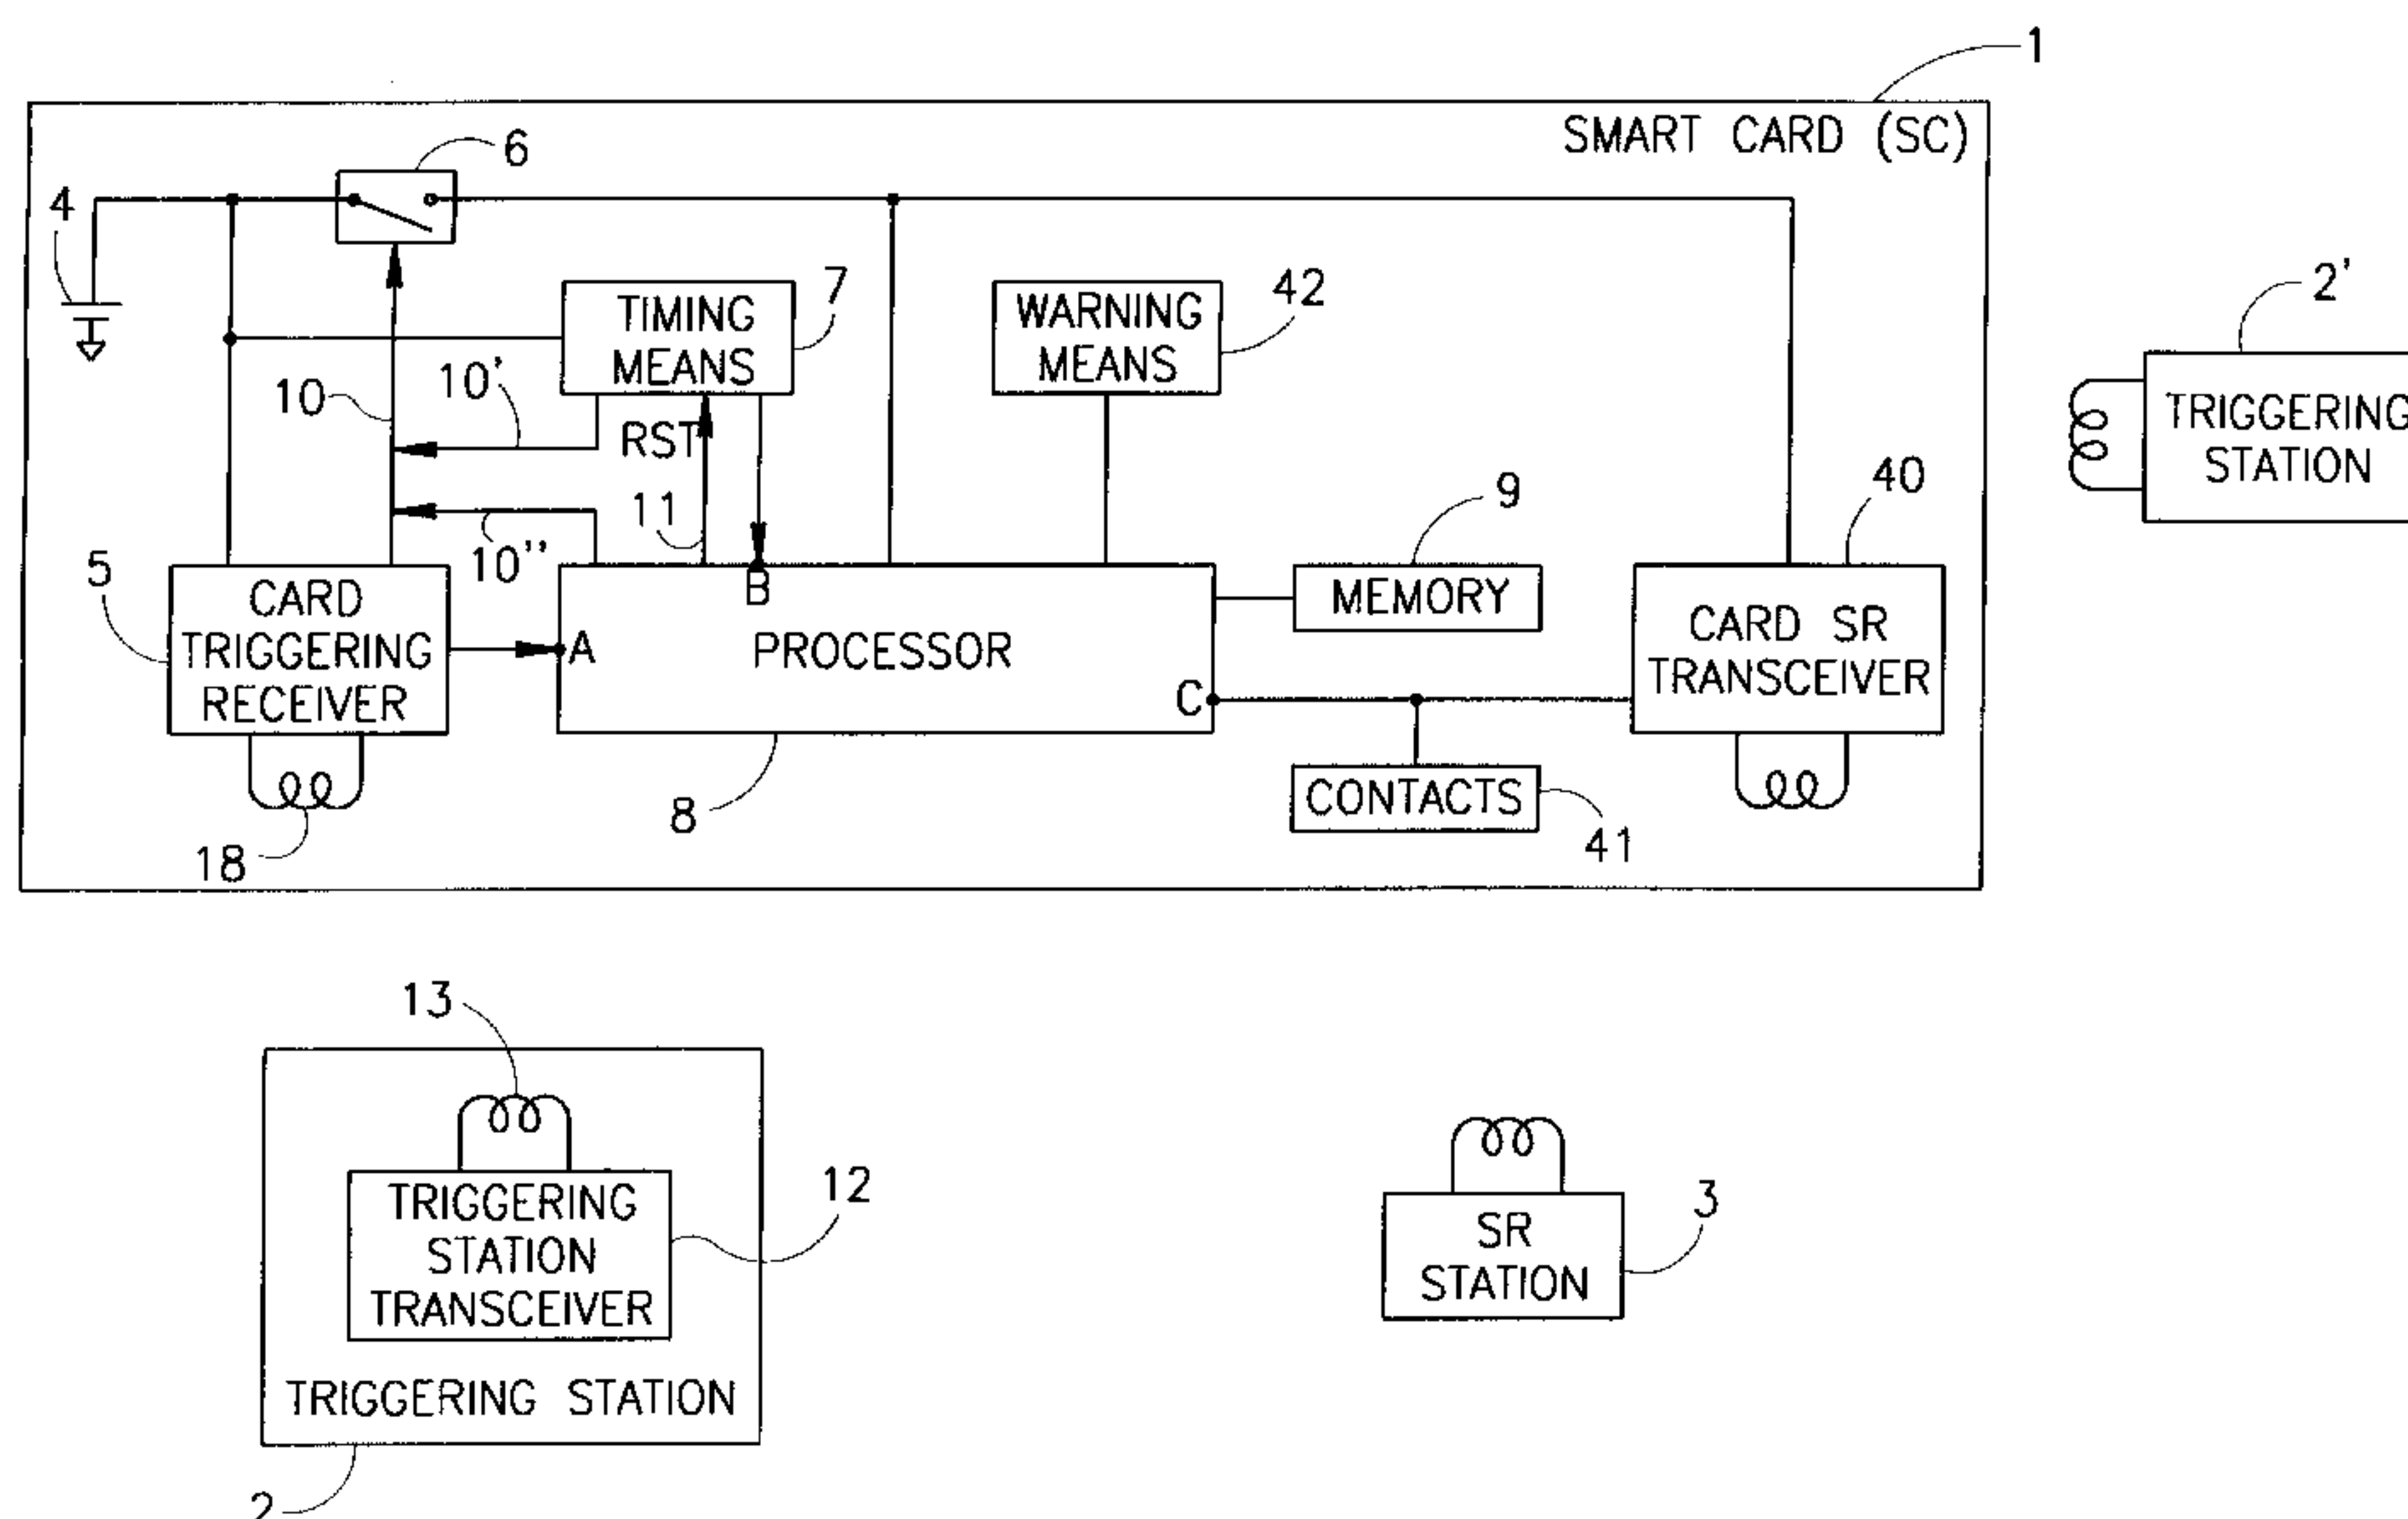 1
SMART CARD (SC)
6
4
7
TIMING
MEANS
42
WARNING
MEANS
2'
TRIGGERING
STATION
10
10'
RST
11
10"
9
MEMORY
40
5
CARD
TRIGGERING
RECEIVER
A
B
PROCESSOR
C
CARD SR
TRANSCEIVER
CONTACTS
41
8
18
13
12
TRIGGERING
STATION
TRANSCEIVER
TRIGGERING STATION
2
3
SR
STATION